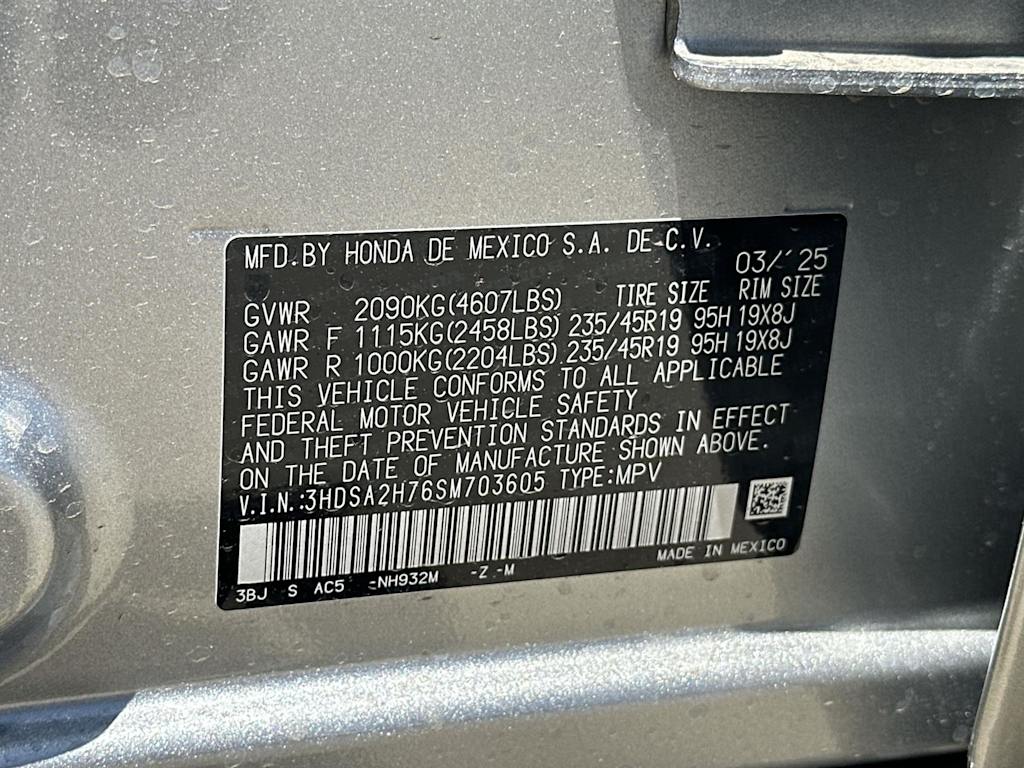 MFD. BY HONDA DE MEXICO S.A. DE C.V.
03/'25
TIRE SIZE RIM SIZE
GVWR 2090KG(4607LBS)
GAWR F 1115KG(2458LBS) 235/45R19 95H 19X8J
GAWR R 1000KG(2204LBS) 235/45R19 95H 19X8J
THIS VEHICLE CONFORMS TO ALL APPLICABLE
FEDERAL MOTOR VEHICLE SAFETY
AND THEFT PREVENTION STANDARDS IN EFFECT
ON THE DATE OF MANUFACTURE SHOWN ABOVE.
V.I.N.:3HDSA2H76SM703605 TYPE:MPV
MADE IN MEXICO
3BJ S AC5 -NH932M -Z -M